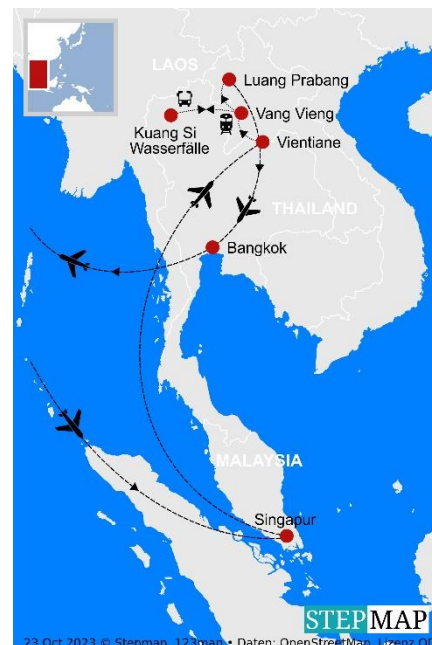 LAOS
Luang Prabang
Vang Vieng
Kuang Si
Wasserfälle
Vientiane
THAILAND
Bangkok
MALAYSIA
Singapur
STEPMAP
23 Oct 2023 © Stepmap, 123map • Daten: OpenStreetMap, Lizenz OD